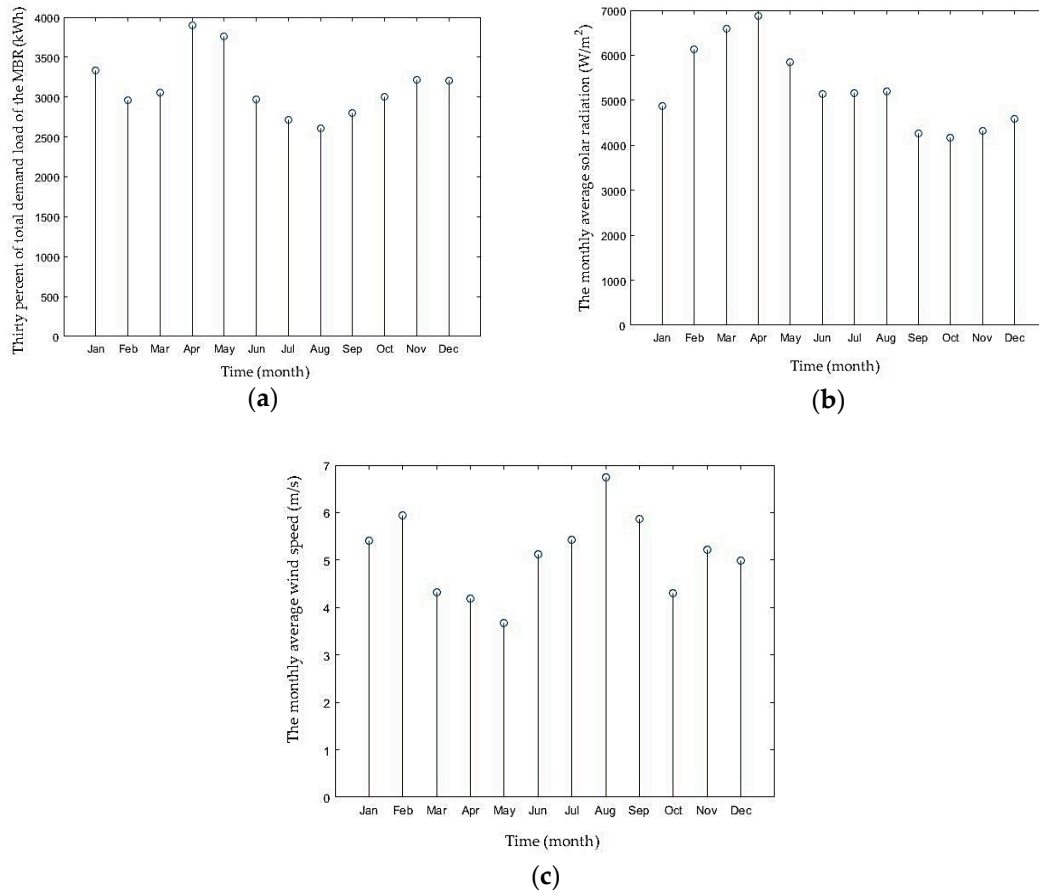 Thirty percent of total demand load of the MBR (kWh)
4000
3500
3000
2500
2000
1500
1000
500
0
Jan Feb Mar Apr May Jun Jul Aug Sep Oct Nov Dec
Time (month)
(a)
The monthly average solar radiation (W/m²)
7000
6000
5000
4000
3000
2000
1000
0
Jan Feb Mar Apr May Jun Jul Aug Sep Oct Nov Dec
Time (month)
(b)
The monthly average wind speed (m/s)
7
6
5
4
3
2
1
0
Jan Feb Mar Apr May Jun Jul Aug Sep Oct Nov Dec
Time (month)
(c)